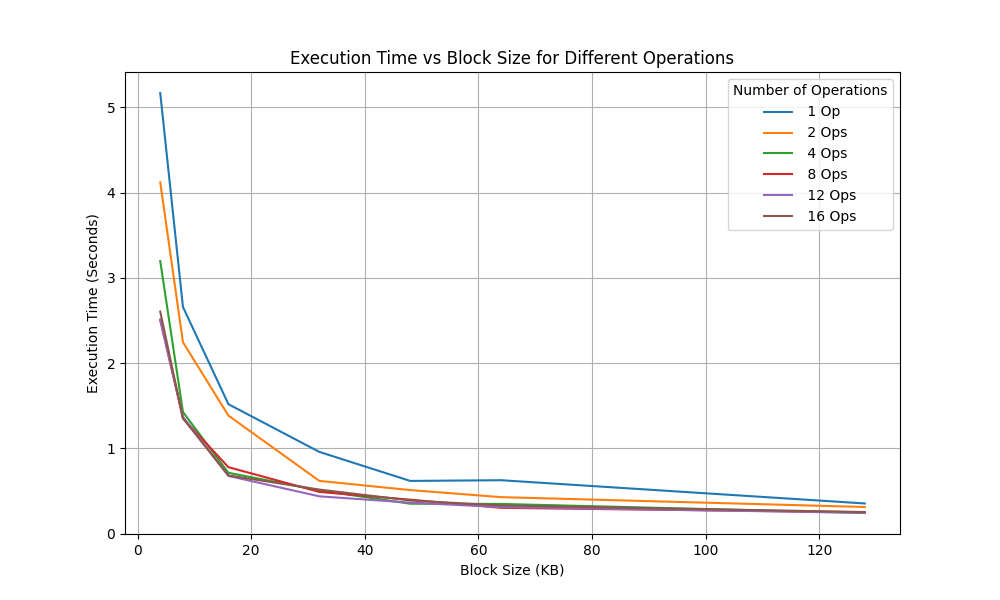 Execution Time vs Block Size for Different Operations
Number of Operations
1 Op
2 Ops
4 Ops
8 Ops
12 Ops
16 Ops
Execution Time (Seconds)
5
4
3
2
1
0
0 20 40 60 80 100 120
Block Size (KB)